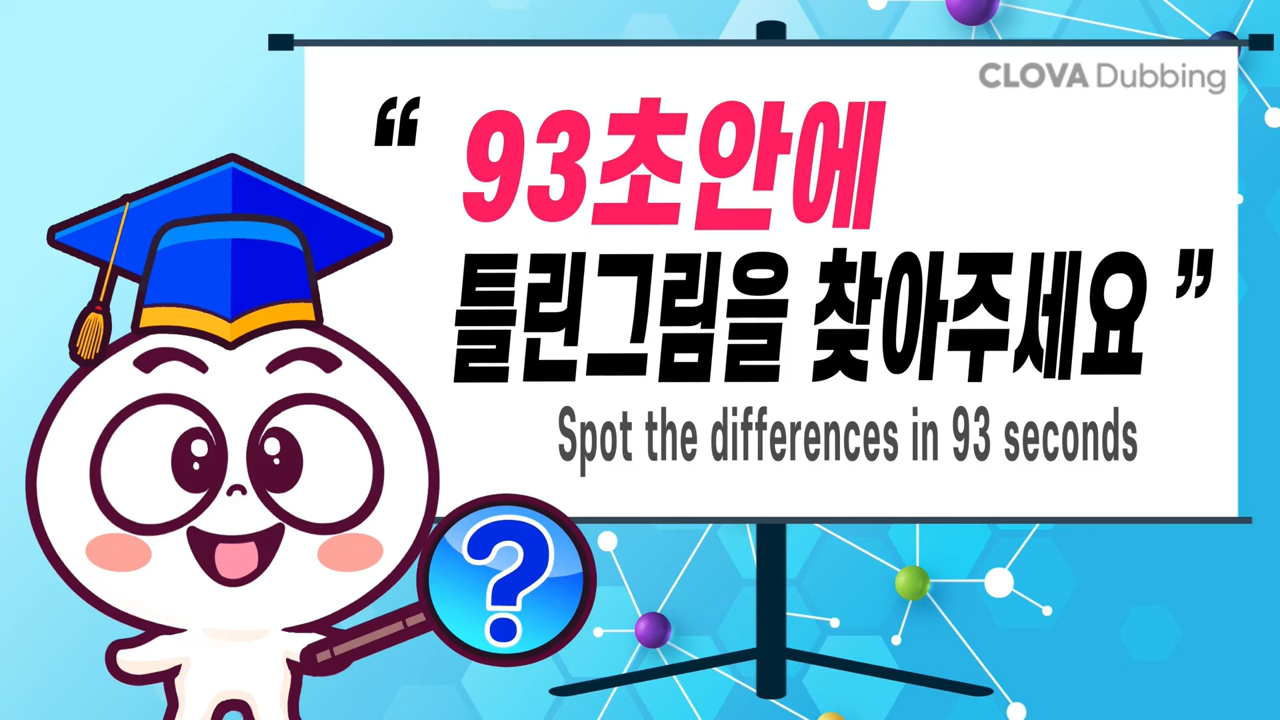 CLOVA Dubbing
“ 93초안에
틀린그림을 찾아주세요 ”
Spot the differences in 93 seconds
?